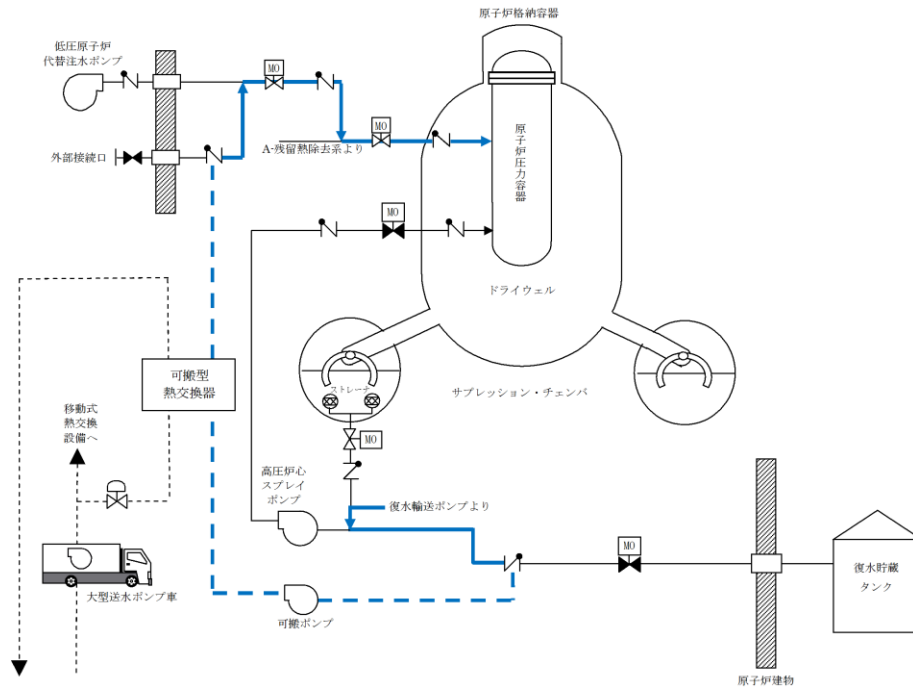 原子炉格納容器
低圧原子炉
代替注水ポンプ
MO
MO
A-残留熱除去系より
外部接続口
原子炉圧力容器
MO
ドライウェル
ストレーナ
サプレッション・チェンバ
可搬型
熱交換器
移動式
熱交換
設備へ
MO
高圧炉心
スプレイ
ポンプ
復水輸送ポンプより
MO
復水貯蔵
タンク
大型送水ポンプ車
可搬ポンプ
原子炉建物